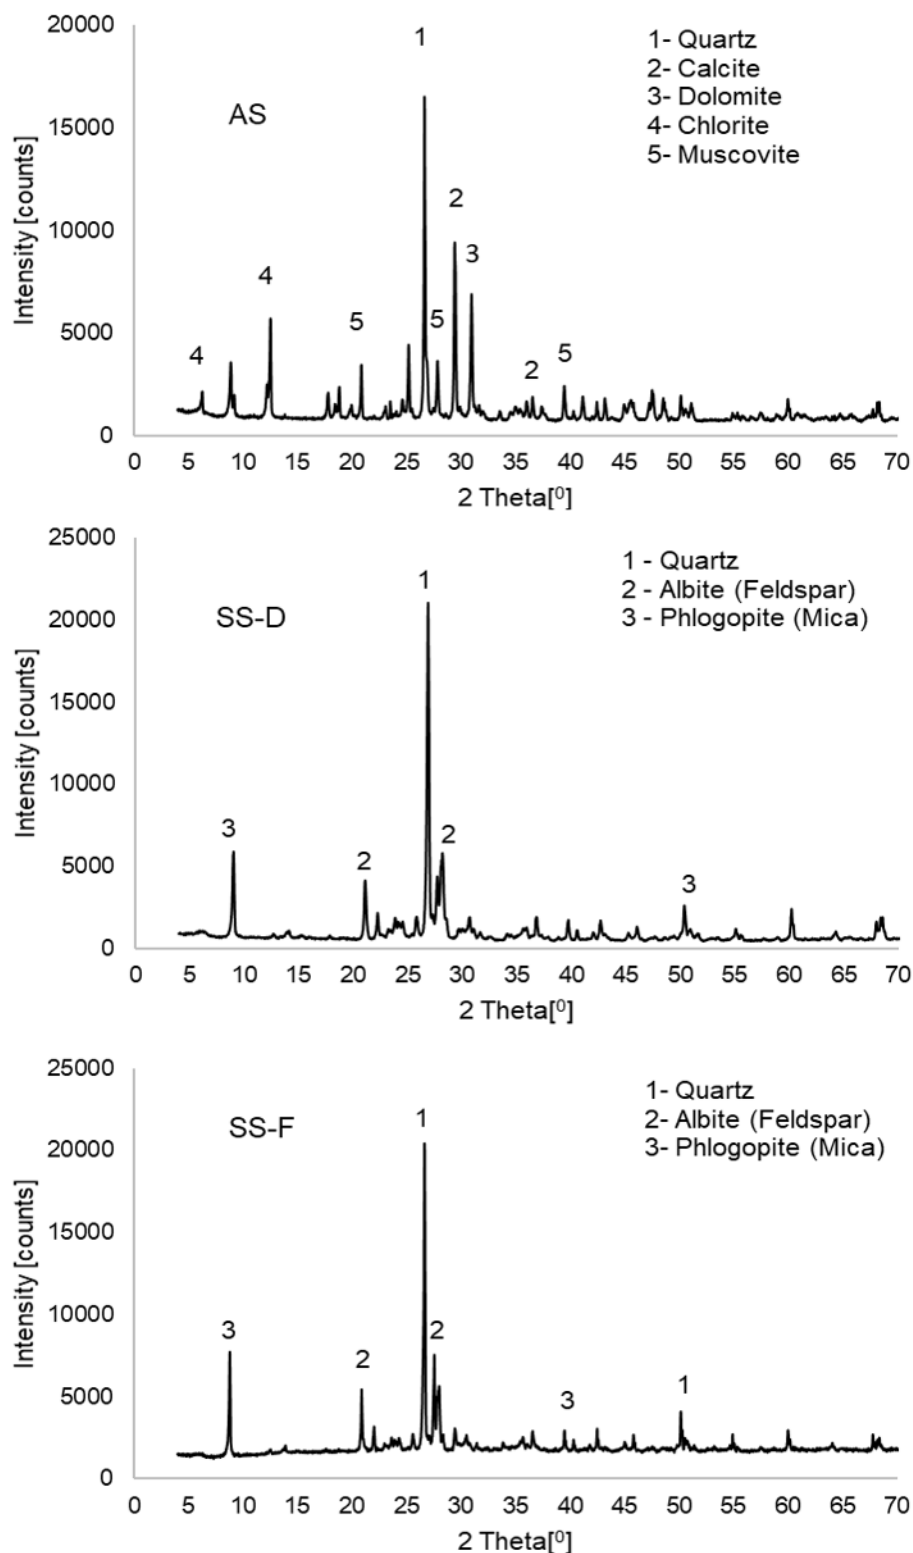 20000
15000
10000
5000
0
Intensity [counts]
AS
1
1- Quartz
2- Calcite
3- Dolomite
4- Chlorite
5- Muscovite
4
4
5
5
2
3
2
5
0 5 10 15 20 25 30 35 40 45 50 55 60 65 70
2 Theta[⁰]
25000
20000
15000
10000
5000
0
Intensity [counts]
SS-D
1
1 - Quartz
2 - Albite (Feldspar)
3 - Phlogopite (Mica)
3
2
2
3
0 5 10 15 20 25 30 35 40 45 50 55 60 65 70
2 Theta[⁰]
25000
20000
15000
10000
5000
0
Intensity [counts]
SS-F
1
1- Quartz
2- Albite (Feldspar)
3- Phlogopite (Mica)
3
2
2
3
1
0 5 10 15 20 25 30 35 40 45 50 55 60 65 70
2 Theta[⁰]